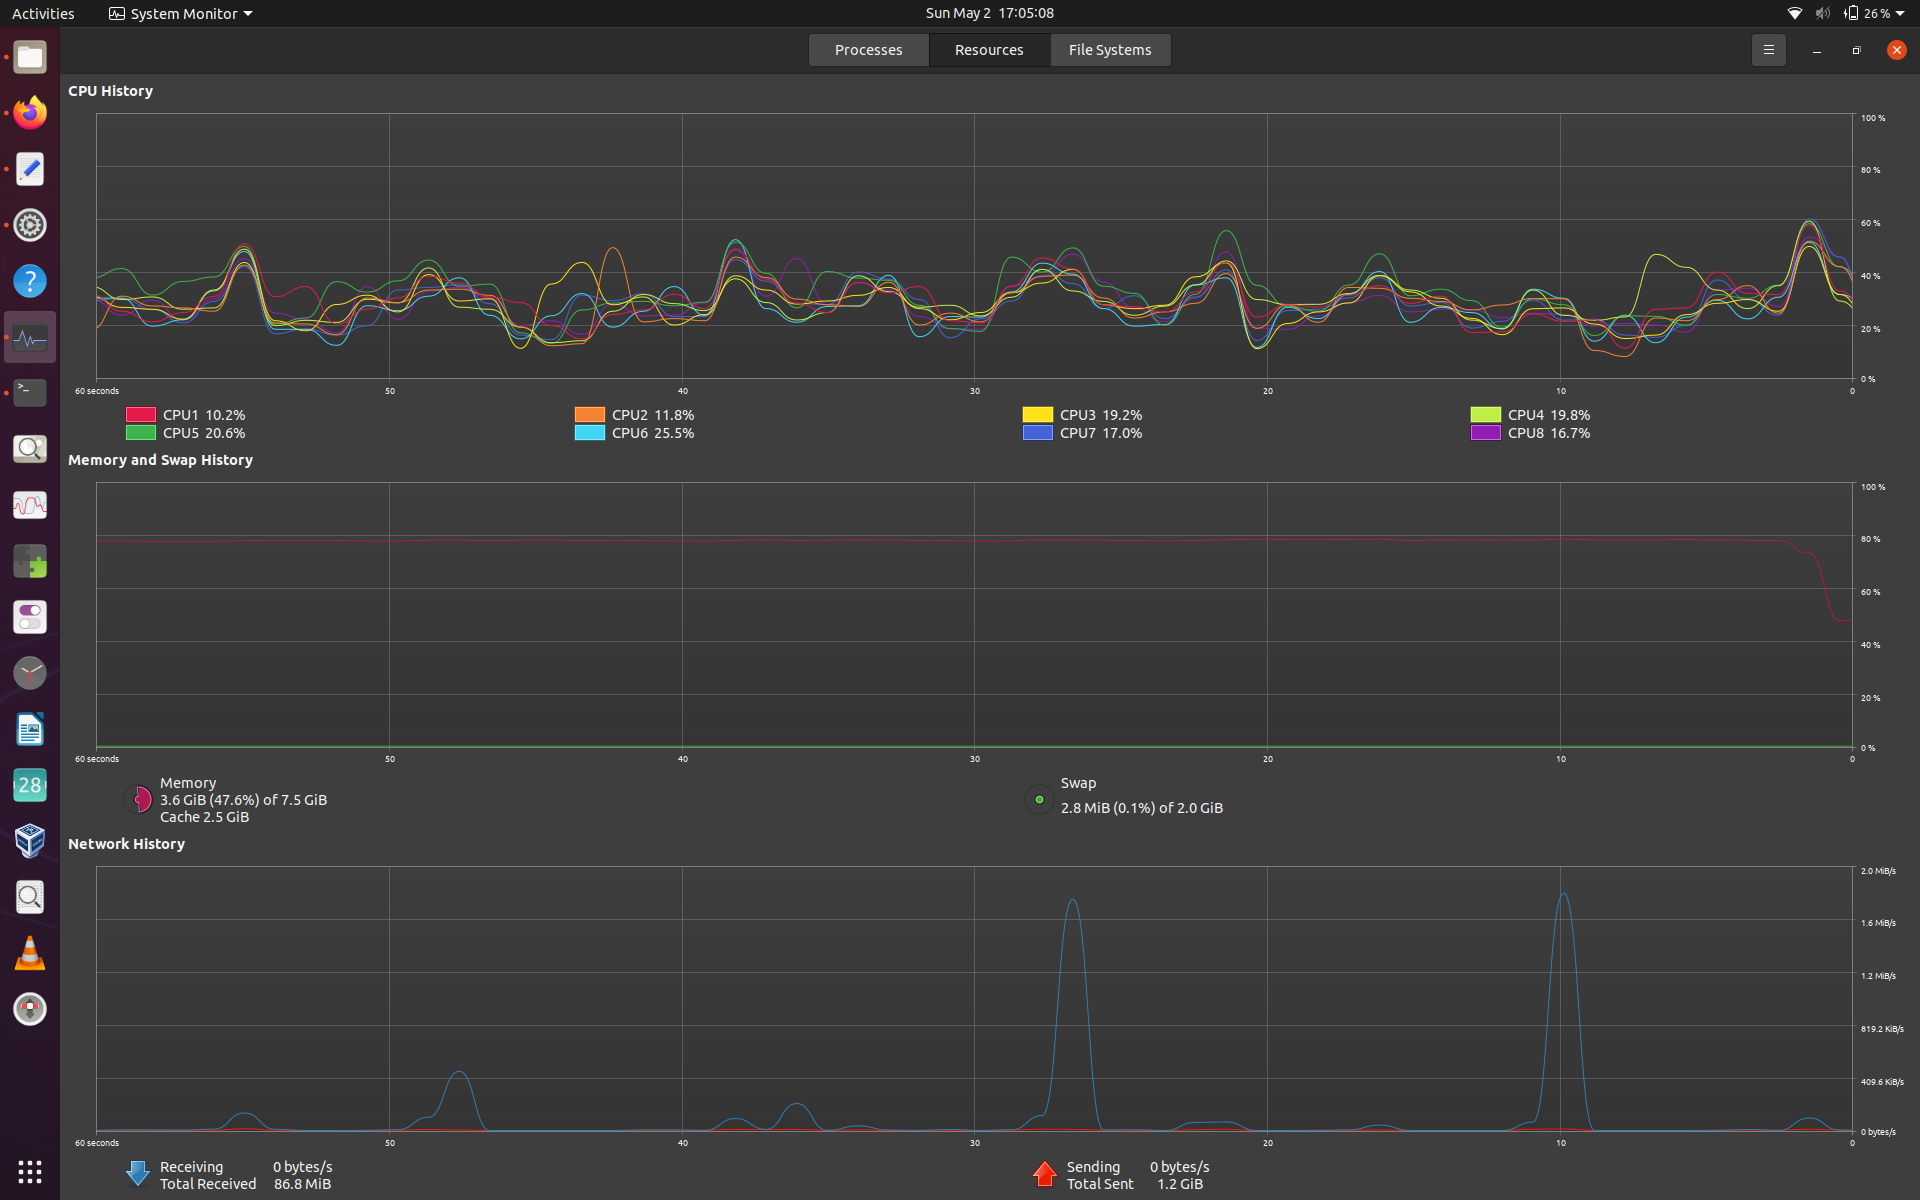 Activities System Monitor Sun May 2 17:05:08 26 %
Processes Resources File Systems
CPU History
100 %
80 %
60 %
40 %
20 %
0 %
60 seconds 50 40 30 20 10 0
CPU1 10.2% CPU2 11.8% CPU3 19.2% CPU4 19.8%
CPU5 20.6% CPU6 25.5% CPU7 17.0% CPU8 16.7%
Memory and Swap History
100 %
80 %
60 %
40 %
20 %
0 %
60 seconds 50 40 30 20 10 0
Memory
3.6 GiB (47.6%) of 7.5 GiB
Cache 2.5 GiB
Swap
2.8 MiB (0.1%) of 2.0 GiB
Network History
2.0 MiB/s
1.6 MiB/s
1.2 MiB/s
819.2 KiB/s
409.6 KiB/s
0 bytes/s
60 seconds 50 40 30 20 10 0
Receiving 0 bytes/s Sending 0 bytes/s
Total Received 86.8 MiB Total Sent 1.2 GiB
?
>_
28